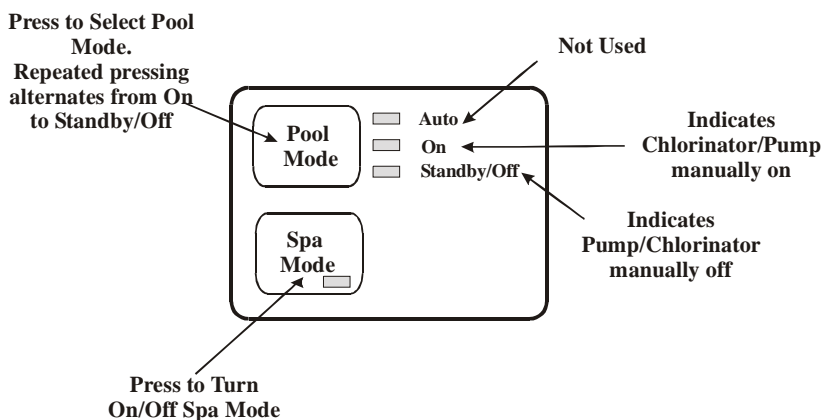 Press to Select Pool
Mode.
Repeated pressing
alternates from On
to Standby/Off
Not Used
Pool
Mode
Auto
On
Standby/Off
Indicates
Chlorinator/Pump
manually on
Indicates
Pump/Chlorinator
manually off
Spa
Mode
Press to Turn
On/Off Spa Mode